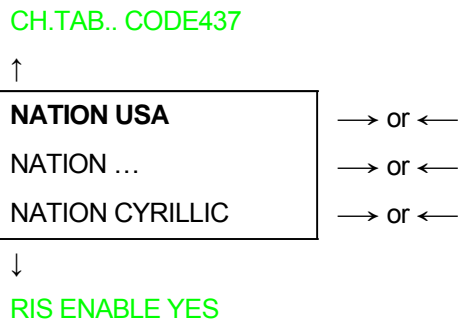 CH.TAB.. CODE437
↑
NATION USA → or ←
NATION … → or ←
NATION CYRILLIC → or ←
↓
RIS ENABLE YES